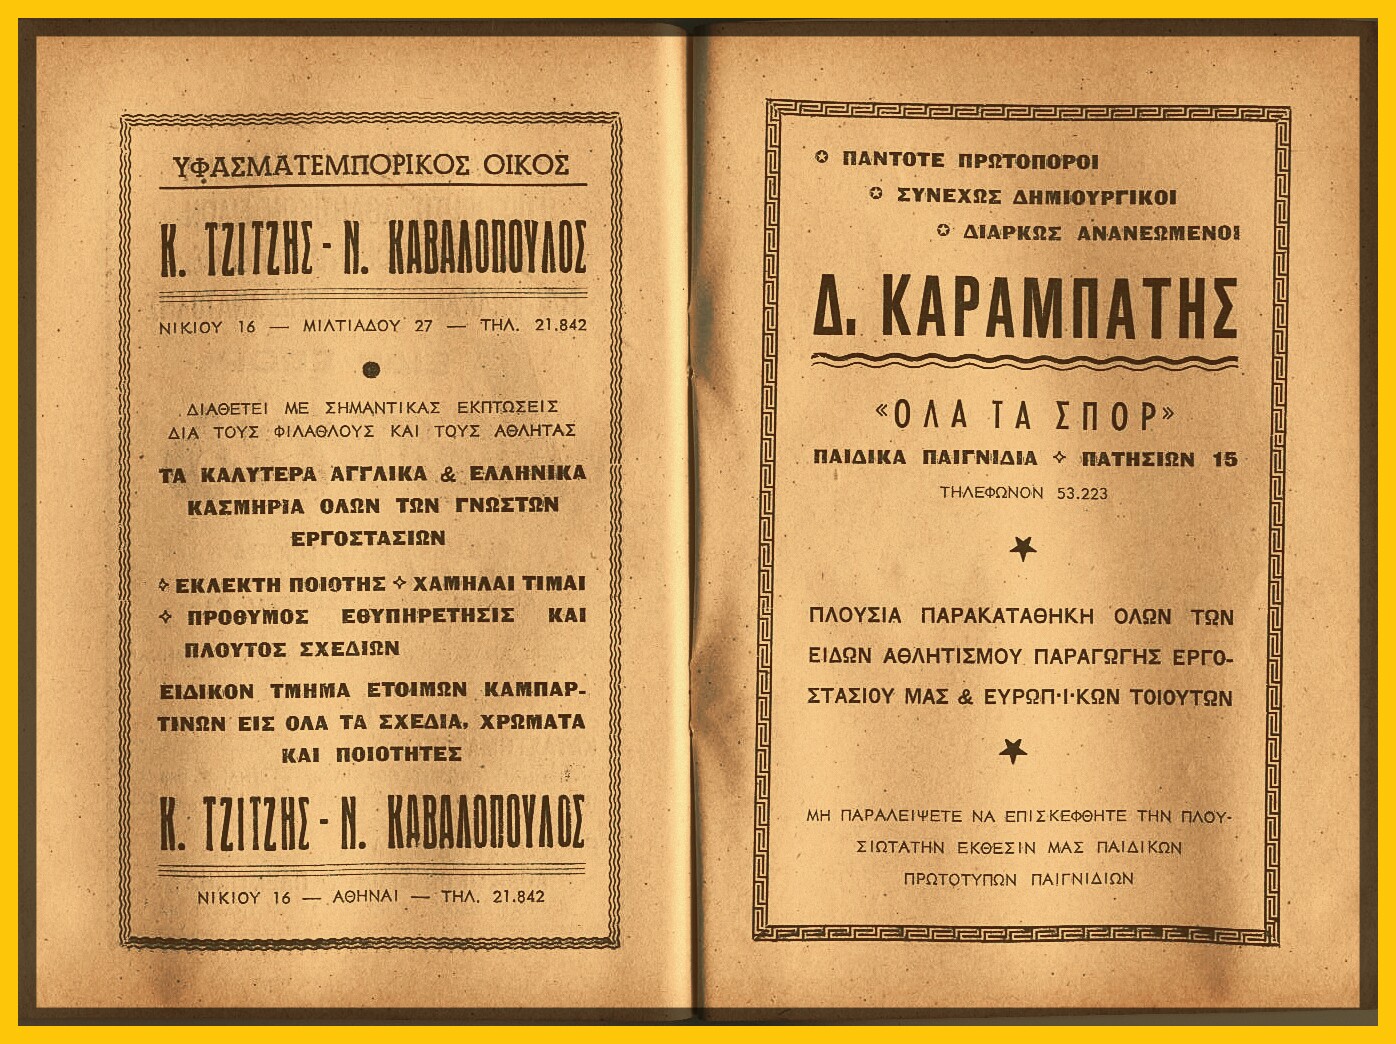 ΥΦΑΣΜΑΤΕΜΠΟΡΙΚΟΣ ΟΙΚΟΣ
Κ. ΤΖΙΤΖΗΣ - Ν. ΚΑΒΑΛΟΠΟΥΛΟΣ
ΝΙΚΙΟΥ 16 — ΜΙΛΤΙΑΔΟΥ 27 — ΤΗΛ. 21.842
ΔΙΑΘΕΤΕΙ ΜΕ ΣΗΜΑΝΤΙΚΑΣ ΕΚΠΤΩΣΕΙΣ
ΔΙΑ ΤΟΥΣ ΦΙΛΑΘΛΟΥΣ ΚΑΙ ΤΟΥΣ ΑΘΛΗΤΑΣ
ΤΑ ΚΑΛΥΤΕΡΑ ΑΓΓΛΙΚΑ & ΕΛΛΗΝΙΚΑ
ΚΑΣΜΗΡΙΑ ΟΛΩΝ ΤΩΝ ΓΝΩΣΤΩΝ
ΕΡΓΟΣΤΑΣΙΩΝ
✧ ΕΚΛΕΚΤΗ ΠΟΙΟΤΗΣ ✧ ΧΑΜΗΛΑΙ ΤΙΜΑΙ
✧ ΠΡΟΘΥΜΟΣ ΕΘΥΠΗΡΕΤΗΣΙΣ ΚΑΙ
ΠΛΟΥΤΟΣ ΣΧΕΔΙΩΝ
ΕΙΔΙΚΟΝ ΤΜΗΜΑ ΕΤΟΙΜΩΝ ΚΑΜΠΑΡ-
ΤΙΝΩΝ ΕΙΣ ΟΛΑ ΤΑ ΣΧΕΔΙΑ, ΧΡΩΜΑΤΑ
ΚΑΙ ΠΟΙΟΤΗΤΕΣ
Κ. ΤΖΙΤΖΗΣ - Ν. ΚΑΒΑΛΟΠΟΥΛΟΣ
ΝΙΚΙΟΥ 16 — ΑΘΗΝΑΙ — ΤΗΛ. 21.842
✪ ΠΑΝΤΟΤΕ ΠΡΩΤΟΠΟΡΟΙ
✪ ΣΥΝΕΧΩΣ ΔΗΜΙΟΥΡΓΙΚΟΙ
✪ ΔΙΑΡΚΩΣ ΑΝΑΝΕΩΜΕΝΟΙ
Δ. ΚΑΡΑΜΠΑΤΗΣ
«ΟΛΑ ΤΑ ΣΠΟΡ»
ΠΑΙΔΙΚΑ ΠΑΙΓΝΙΔΙΑ ✧ ΠΑΤΗΣΙΩΝ 15
ΤΗΛΕΦΩΝΟΝ 53.223
ΠΛΟΥΣΙΑ ΠΑΡΑΚΑΤΑΘΗΚΗ ΟΛΩΝ ΤΩΝ
ΕΙΔΩΝ ΑΘΛΗΤΙΣΜΟΥ ΠΑΡΑΓΩΓΗΣ ΕΡΓΟ-
ΣΤΑΣΙΟΥ ΜΑΣ & ΕΥΡΩΠ·Ι·ΚΩΝ ΤΟΙΟΥΤΩΝ
ΜΗ ΠΑΡΑΛΕΙΨΕΤΕ ΝΑ ΕΠΙΣΚΕΦΘΗΤΕ ΤΗΝ ΠΛΟΥ-
ΣΙΩΤΑΤΗΝ ΕΚΘΕΣΙΝ ΜΑΣ ΠΑΙΔΙΚΩΝ
ΠΡΩΤΟΤΥΠΩΝ ΠΑΙΓΝΙΔΙΩΝ